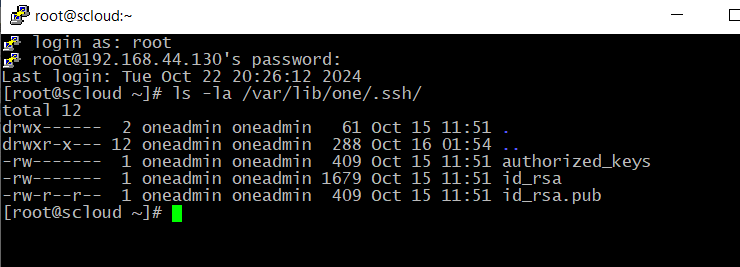 root@scloud:~
login as: root
root@192.168.44.130's password:
Last login: Tue Oct 22 20:26:12 2024
[root@scloud ~]# ls -la /var/lib/one/.ssh/
total 12
drwx------  2 oneadmin oneadmin   61 Oct 15 11:51 .
drwxr-x--- 12 oneadmin oneadmin  288 Oct 16 01:54 ..
-rw-------  1 oneadmin oneadmin  409 Oct 15 11:51 authorized_keys
-rw-------  1 oneadmin oneadmin 1679 Oct 15 11:51 id_rsa
-rw-r--r--  1 oneadmin oneadmin  409 Oct 15 11:51 id_rsa.pub
[root@scloud ~]#